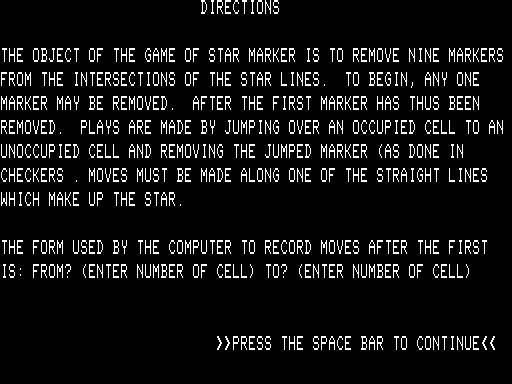 DIRECTIONS
THE OBJECT OF THE GAME OF STAR MARKER IS TO REMOVE NINE MARKERS
FROM THE INTERSECTIONS OF THE STAR LINES.  TO BEGIN, ANY ONE
MARKER MAY BE REMOVED.  AFTER THE FIRST MARKER HAS THUS BEEN
REMOVED.  PLAYS ARE MADE BY JUMPING OVER AN OCCUPIED CELL TO AN
UNOCCUPIED CELL AND REMOVING THE JUMPED MARKER (AS DONE IN
CHECKERS . MOVES MUST BE MADE ALONG ONE OF THE STRAIGHT LINES
WHICH MAKE UP THE STAR.
THE FORM USED BY THE COMPUTER TO RECORD MOVES AFTER THE FIRST
IS: FROM? (ENTER NUMBER OF CELL) TO? (ENTER NUMBER OF CELL)
>>PRESS THE SPACE BAR TO CONTINUE<<